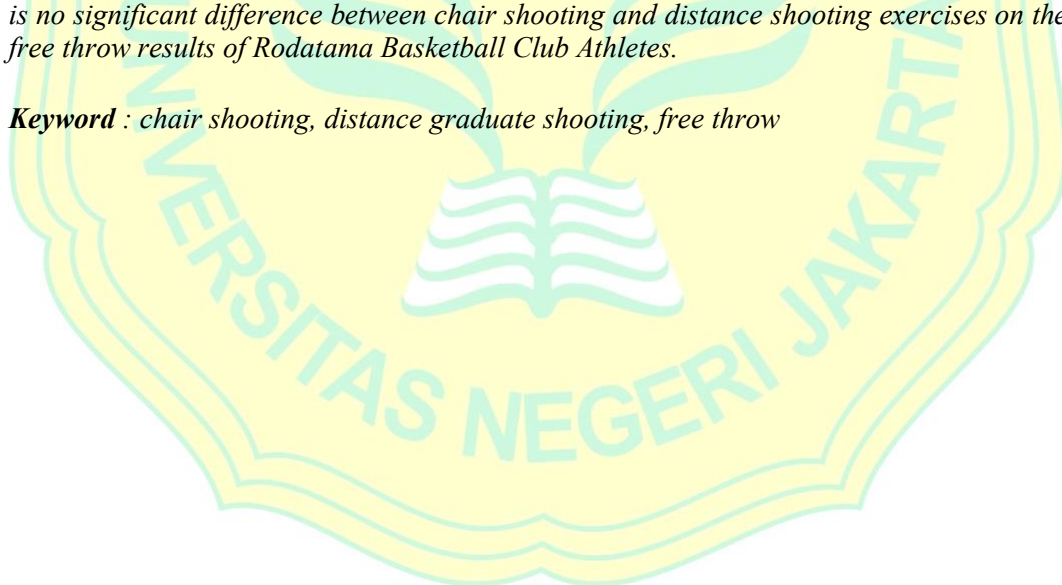 is no significant difference between chair shooting and distance shooting exercises on the
free throw results of Rodatama Basketball Club Athletes.
Keyword : chair shooting, distance graduate shooting, free throw
UNIVERSITAS NEGERI JAKARTA